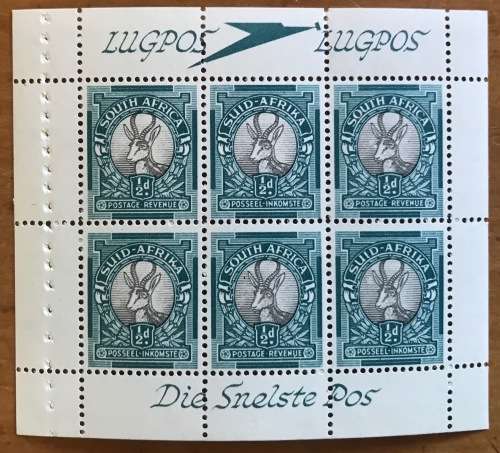 LUGPOS LUGPOS
SOUTH AFRICA
½d
POSTAGE REVENUE
SUID-AFRIKA
½d.
POSSEEL-INKOMSTE
SOUTH AFRICA
½d
POSTAGE REVENUE
SUID-AFRIKA
½d
POSSEEL-INKOMSTE
SOUTH AFRICA
½d
POSTAGE REVENUE
SUID-AFRIKA
½d.
POSSEEL-INKOMSTE
Die Snelste Pos